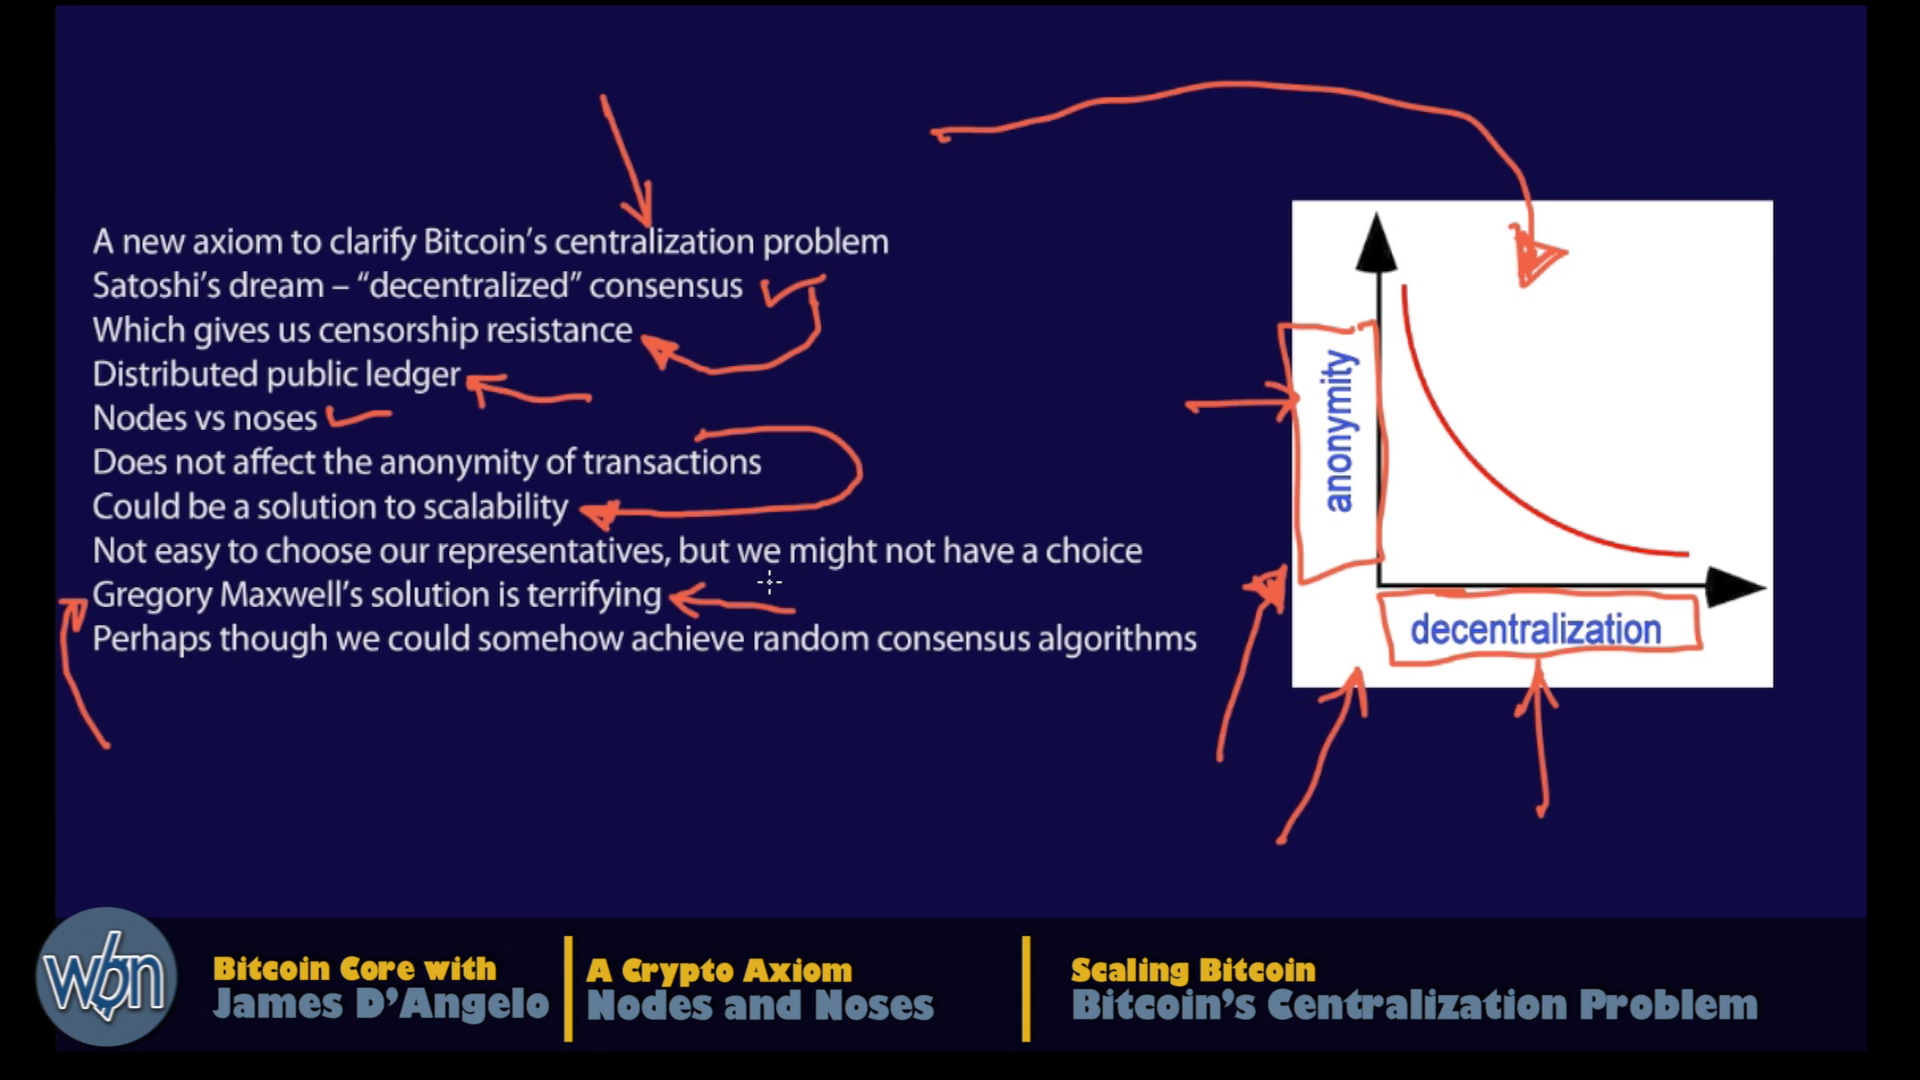 A new axiom to clarify Bitcoin’s centralization problem
Satoshi’s dream – “decentralized” consensus
Which gives us censorship resistance
Distributed public ledger
Nodes vs noses
Does not affect the anonymity of transactions
Could be a solution to scalability
Not easy to choose our representatives, but we might not have a choice
Gregory Maxwell’s solution is terrifying
Perhaps though we could somehow achieve random consensus algorithms
anonymity
decentralization
wbn
Bitcoin Core with
James D’Angelo
A Crypto Axiom
Nodes and Noses
Scaling Bitcoin
Bitcoin’s Centralization Problem